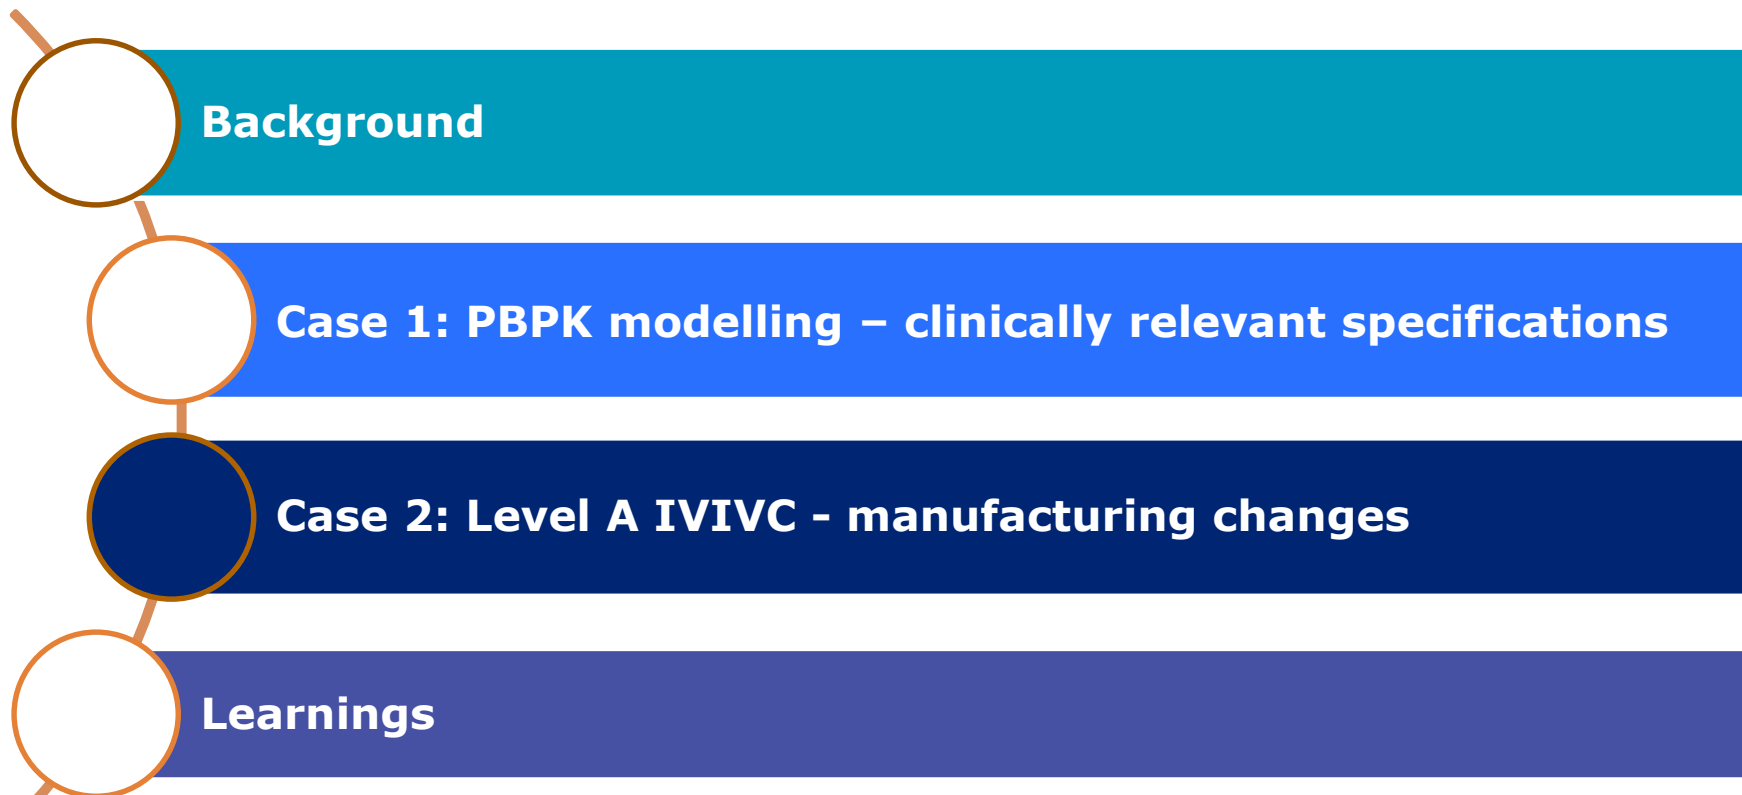 Background
Case 1: PBPK modelling – clinically relevant specifications
Case 2: Level A IVIVC - manufacturing changes
Learnings